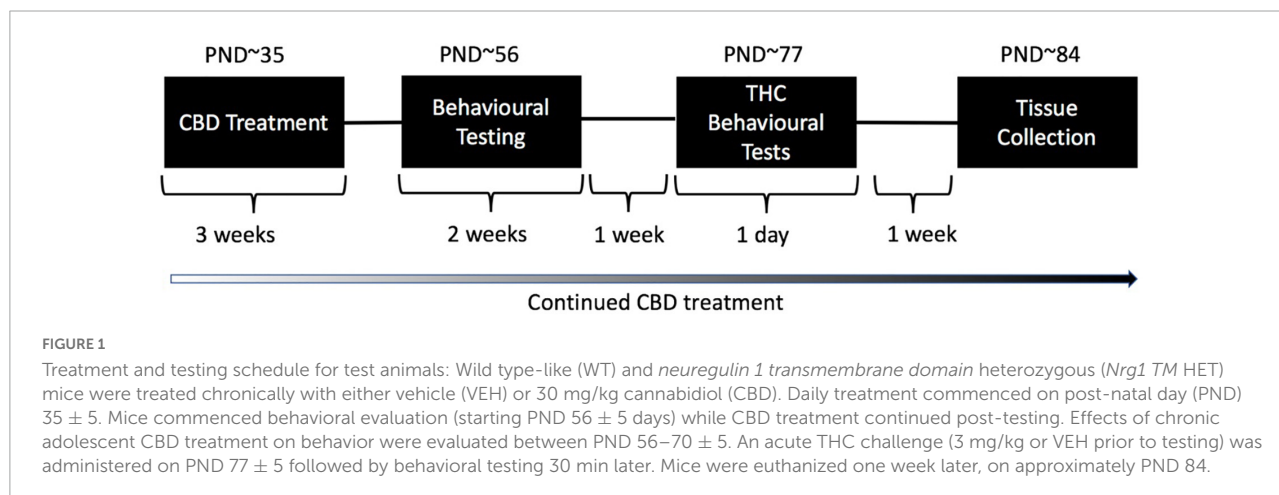 PND~35
PND~56
PND~77
PND~84
CBD Treatment
Behavioural
Testing
THC
Behavioural
Tests
Tissue
Collection
3 weeks
2 weeks
1 week
1 day
1 week
Continued CBD treatment
FIGURE 1
Treatment and testing schedule for test animals: Wild type-like (WT) and neuregulin 1 transmembrane domain heterozygous (Nrg1 TM HET)
mice were treated chronically with either vehicle (VEH) or 30 mg/kg cannabidiol (CBD). Daily treatment commenced on post-natal day (PND)
35 ± 5. Mice commenced behavioral evaluation (starting PND 56 ± 5 days) while CBD treatment continued post-testing. Effects of chronic
adolescent CBD treatment on behavior were evaluated between PND 56–70 ± 5. An acute THC challenge (3 mg/kg or VEH prior to testing) was
administered on PND 77 ± 5 followed by behavioral testing 30 min later. Mice were euthanized one week later, on approximately PND 84.